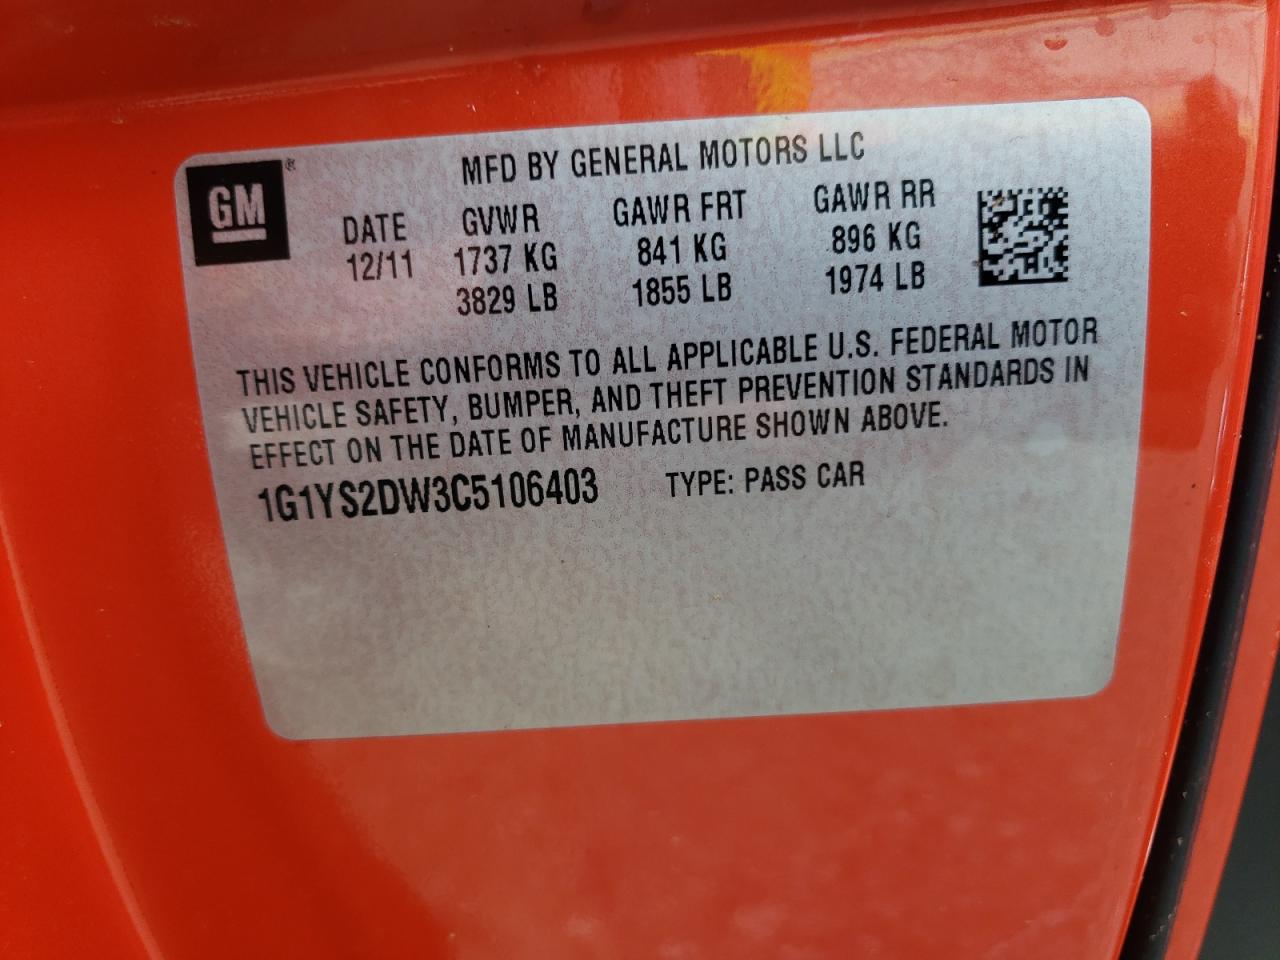 GM ®
MFD BY GENERAL MOTORS LLC
DATE GVWR GAWR FRT GAWR RR
12/11 1737 KG 841 KG 896 KG
3829 LB 1855 LB 1974 LB
THIS VEHICLE CONFORMS TO ALL APPLICABLE U.S. FEDERAL MOTOR
VEHICLE SAFETY, BUMPER, AND THEFT PREVENTION STANDARDS IN
EFFECT ON THE DATE OF MANUFACTURE SHOWN ABOVE.
1G1YS2DW3C5106403 TYPE: PASS CAR